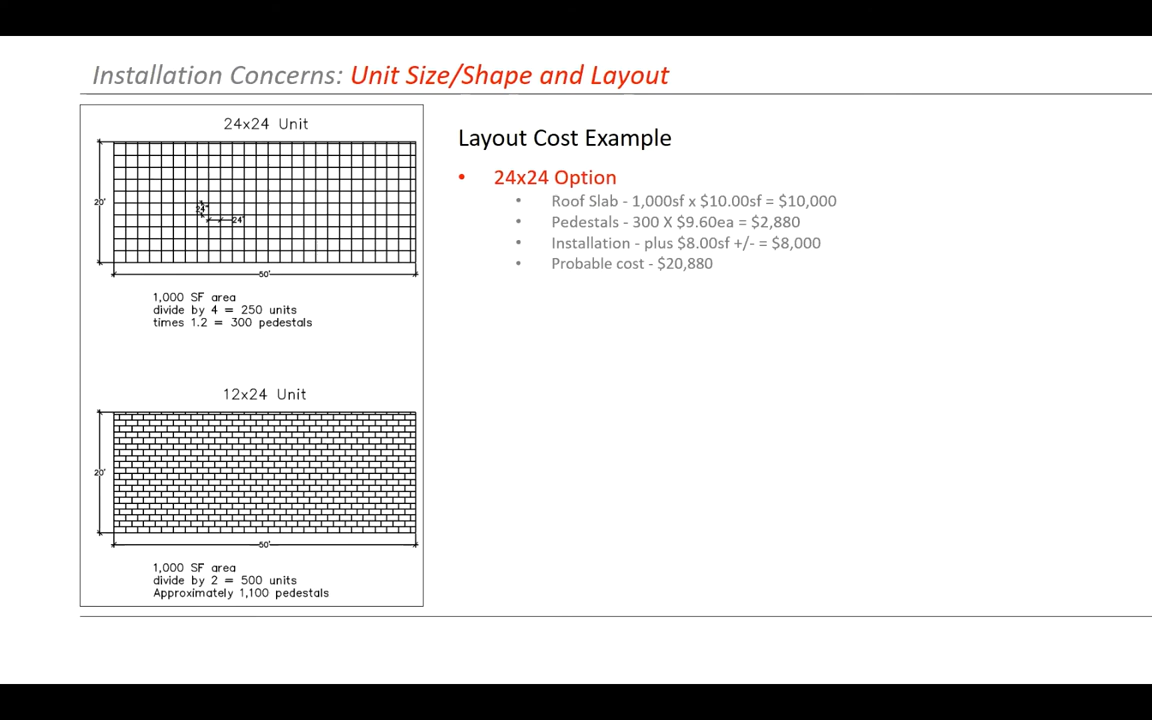 Installation Concerns: Unit Size/Shape and Layout
24x24 Unit
20'
24"
24"
50'
1,000 SF area
divide by 4 = 250 units
times 1.2 = 300 pedestals
12x24 Unit
20'
50'
1,000 SF area
divide by 2 = 500 units
Approximately 1,100 pedestals
Layout Cost Example
• 24x24 Option
• Roof Slab - 1,000sf x $10.00sf = $10,000
• Pedestals - 300 X $9.60ea = $2,880
• Installation - plus $8.00sf +/- = $8,000
• Probable cost - $20,880